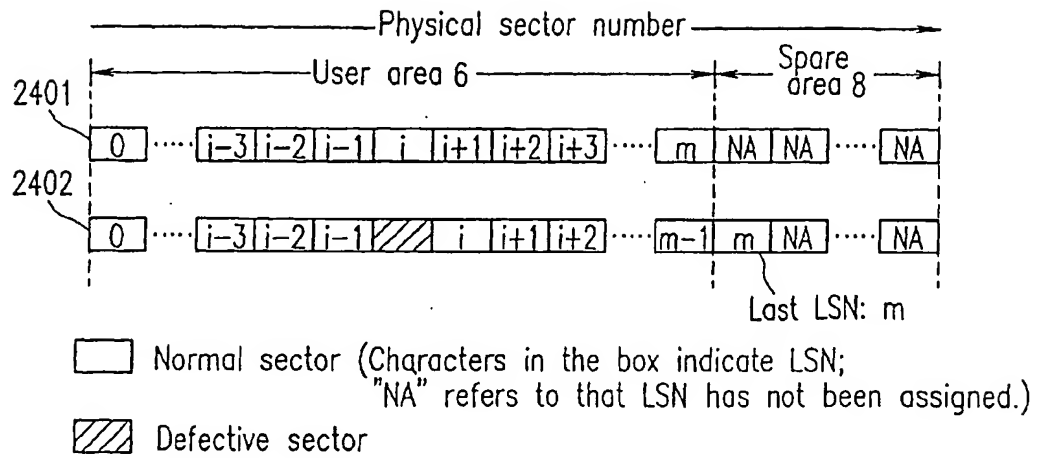 Physical sector number
User area 6
Spare area 8
2401
0 ..... i-3 i-2 i-1 i i+1 i+2 i+3 ..... m NA NA ..... NA
2402
0 ..... i-3 i-2 i-1 i i+1 i+2 ..... m-1 m NA ..... NA
Last LSN: m
Normal sector (Characters in the box indicate LSN;
"NA" refers to that LSN has not been assigned.)
Defective sector